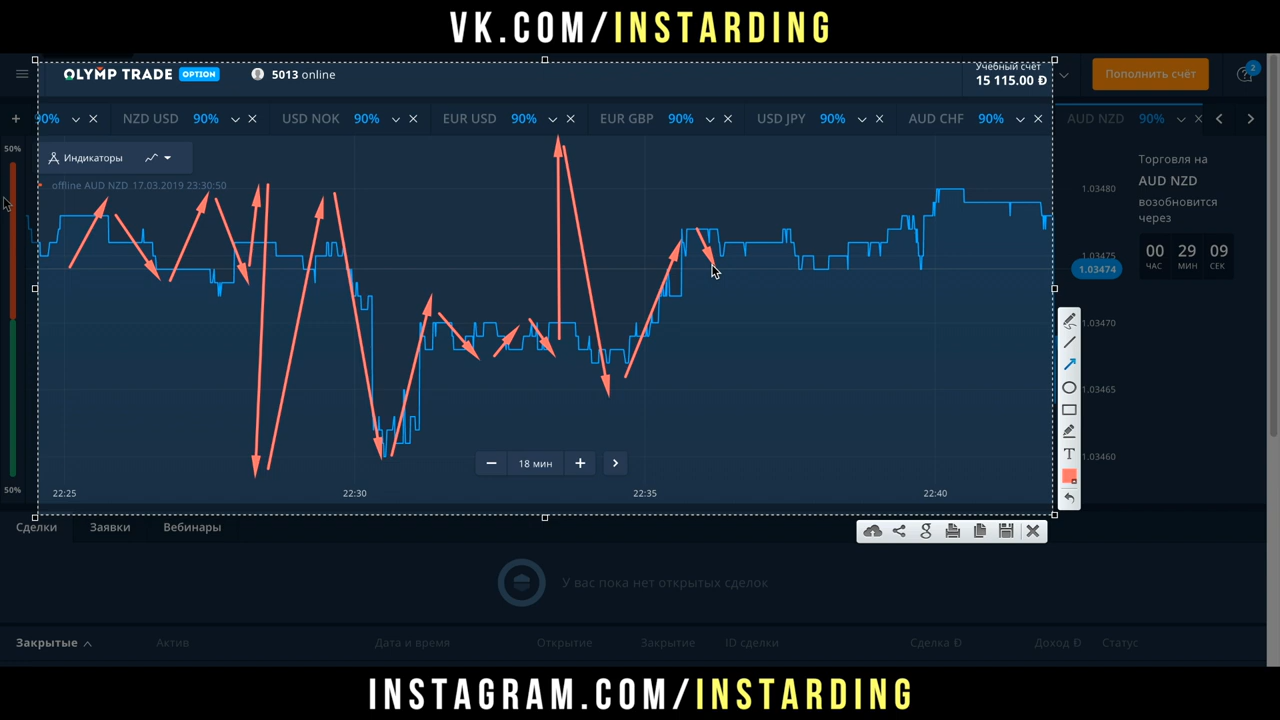 VK.COM/INSTARDING
OLYMP TRADE OPTION 5013 online
Учебный счёт
15 115.00 Đ
Пополнить счёт
2
+ 90% NZD USD 90% USD NOK 90% EUR USD 90% EUR GBP 90% USD JPY 90% AUD CHF 90% AUD NZD 90%
50%
Индикаторы
offline AUD NZD 17.03.2019 23:30:50
1.03480
1.03475
1.03474
1.03470
1.03465
1.03460
Торговля на
AUD NZD
возобновится
через
00 29 09
ЧАС МИН СЕК
− 18 мин +
50%
22:25 22:30 22:35 22:40
T
Сделки Заявки Вебинары
g
У вас пока нет открытых сделок
Закрытые Актив Дата и время Открытие Закрытие ID сделки Сделка Đ Доход Đ Статус
INSTAGRAM.COM/INSTARDING